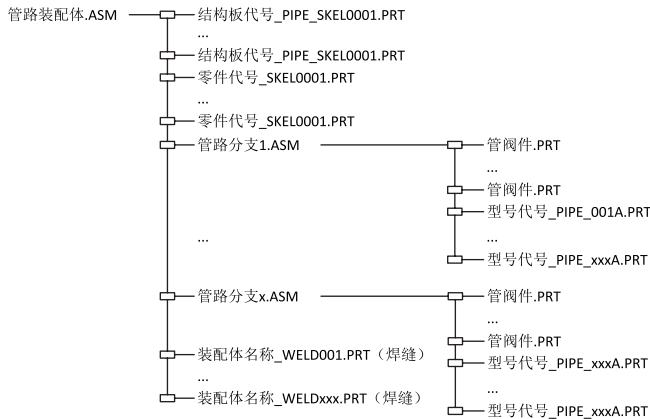 管路装配体.ASM
结构板代号_PIPE_SKEL0001.PRT
...
结构板代号_PIPE_SKEL0001.PRT
零件代号_SKEL0001.PRT
...
零件代号_SKEL0001.PRT
管路分支1.ASM
管阀件.PRT
...
管阀件.PRT
型号代号_PIPE_001A.PRT
...
...
型号代号_PIPE_xxxA.PRT
管路分支x.ASM
管阀件.PRT
...
管阀件.PRT
装配体名称_WELD001.PRT（焊缝）
型号代号_PIPE_xxxA.PRT
...
...
装配体名称_WELDxxx.PRT（焊缝）
型号代号_PIPE_xxxA.PRT